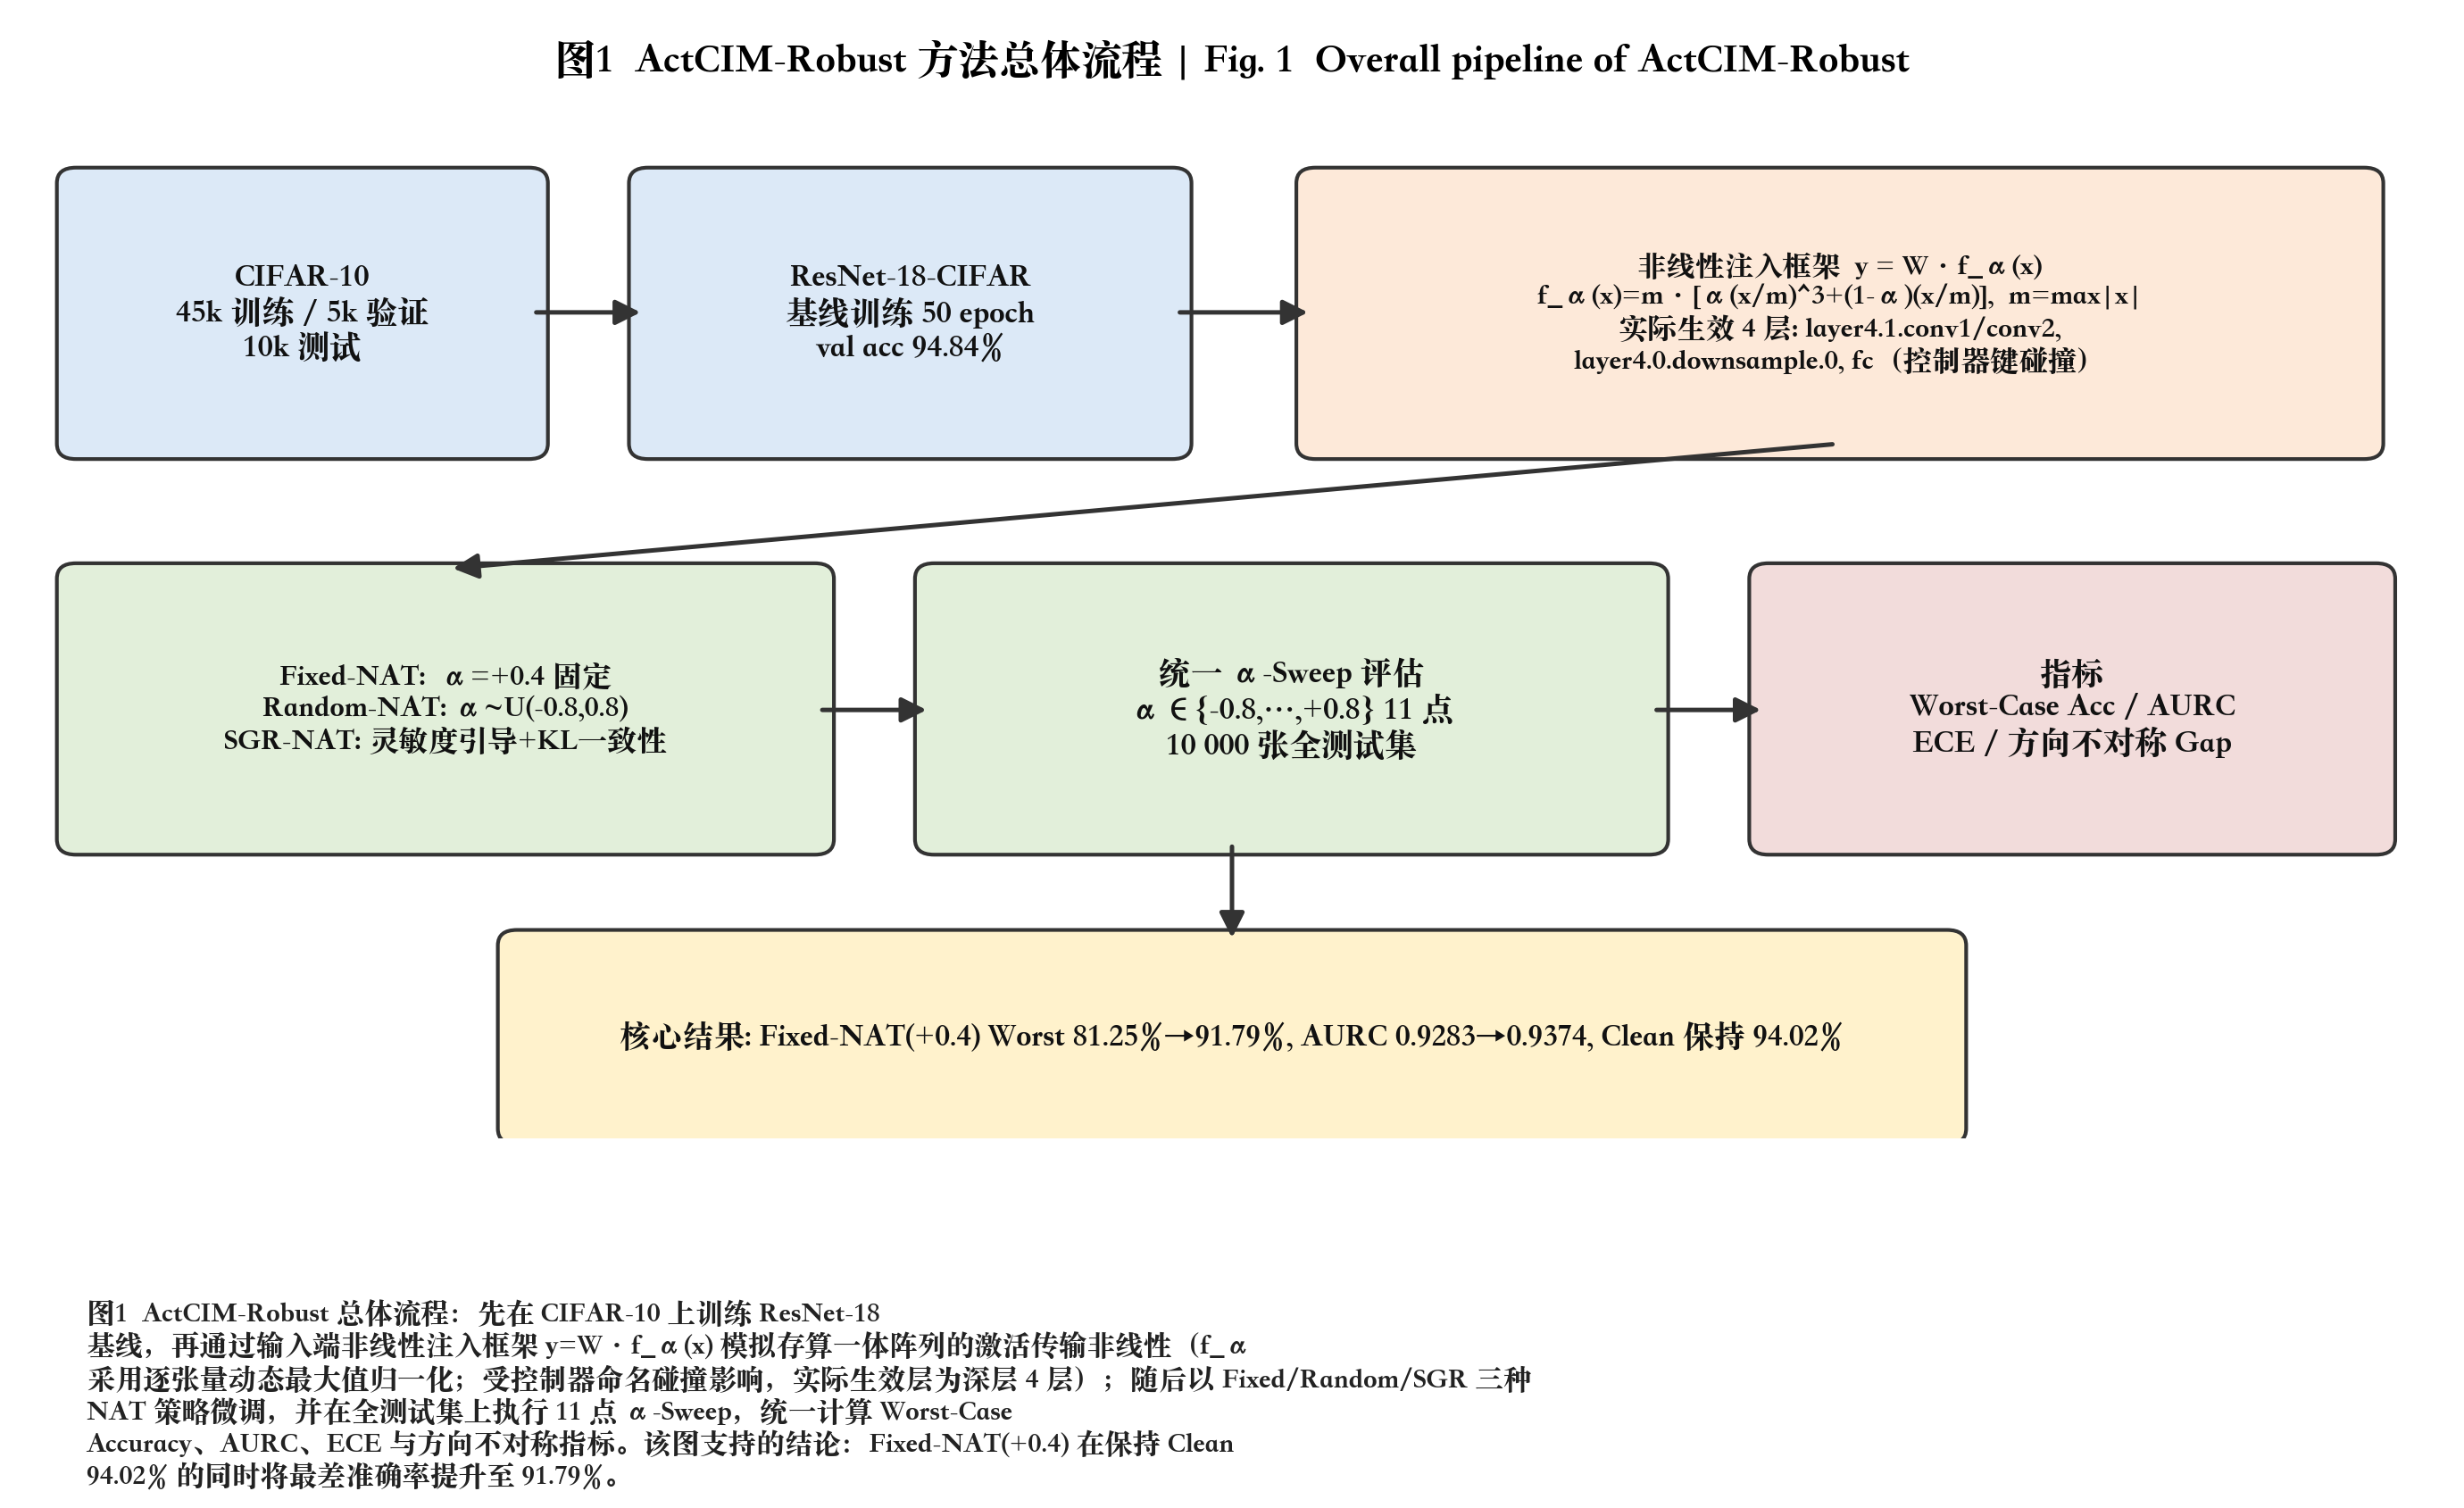 图1 ActCIM-Robust 方法总体流程 | Fig. 1 Overall pipeline of ActCIM-Robust
CIFAR-10
45k 训练 / 5k 验证
10k 测试
ResNet-18-CIFAR
基线训练 50 epoch
val acc 94.84%
非线性注入框架 y = W · f_α(x)
f_α(x)=m · [α(x/m)^3+(1-α)(x/m)], m=max|x|
实际生效 4 层: layer4.1.conv1/conv2,
layer4.0.downsample.0, fc（控制器键碰撞）
Fixed-NAT: α=+0.4 固定
Random-NAT: α~U(-0.8,0.8)
SGR-NAT: 灵敏度引导+KL一致性
统一 α-Sweep 评估
α ∈{-0.8,···,+0.8} 11 点
10 000 张全测试集
指标
Worst-Case Acc / AURC
ECE / 方向不对称 Gap
核心结果: Fixed-NAT(+0.4) Worst 81.25%→91.79%, AURC 0.9283→0.9374, Clean 保持 94.02%
图1 ActCIM-Robust 总体流程：先在 CIFAR-10 上训练 ResNet-18
基线，再通过输入端非线性注入框架 y=W · f_α(x) 模拟存算一体阵列的激活传输非线性（f_α
采用逐张量动态最大值归一化；受控制器命名碰撞影响，实际生效层为深层 4 层）；随后以 Fixed/Random/SGR 三种
NAT 策略微调，并在全测试集上执行 11 点 α-Sweep，统一计算 Worst-Case
Accuracy、AURC、ECE 与方向不对称指标。该图支持的结论：Fixed-NAT(+0.4) 在保持 Clean
94.02% 的同时将最差准确率提升至 91.79%。